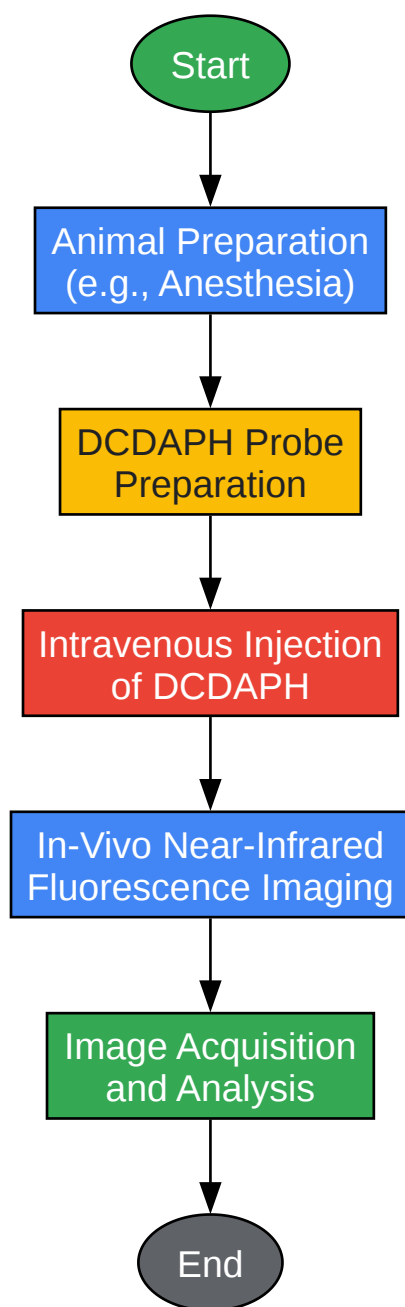 Start
Animal Preparation
(e.g., Anesthesia)
DCDAPH Probe
Preparation
Intravenous Injection
of DCDAPH
In-Vivo Near-Infrared
Fluorescence Imaging
Image Acquisition
and Analysis
End